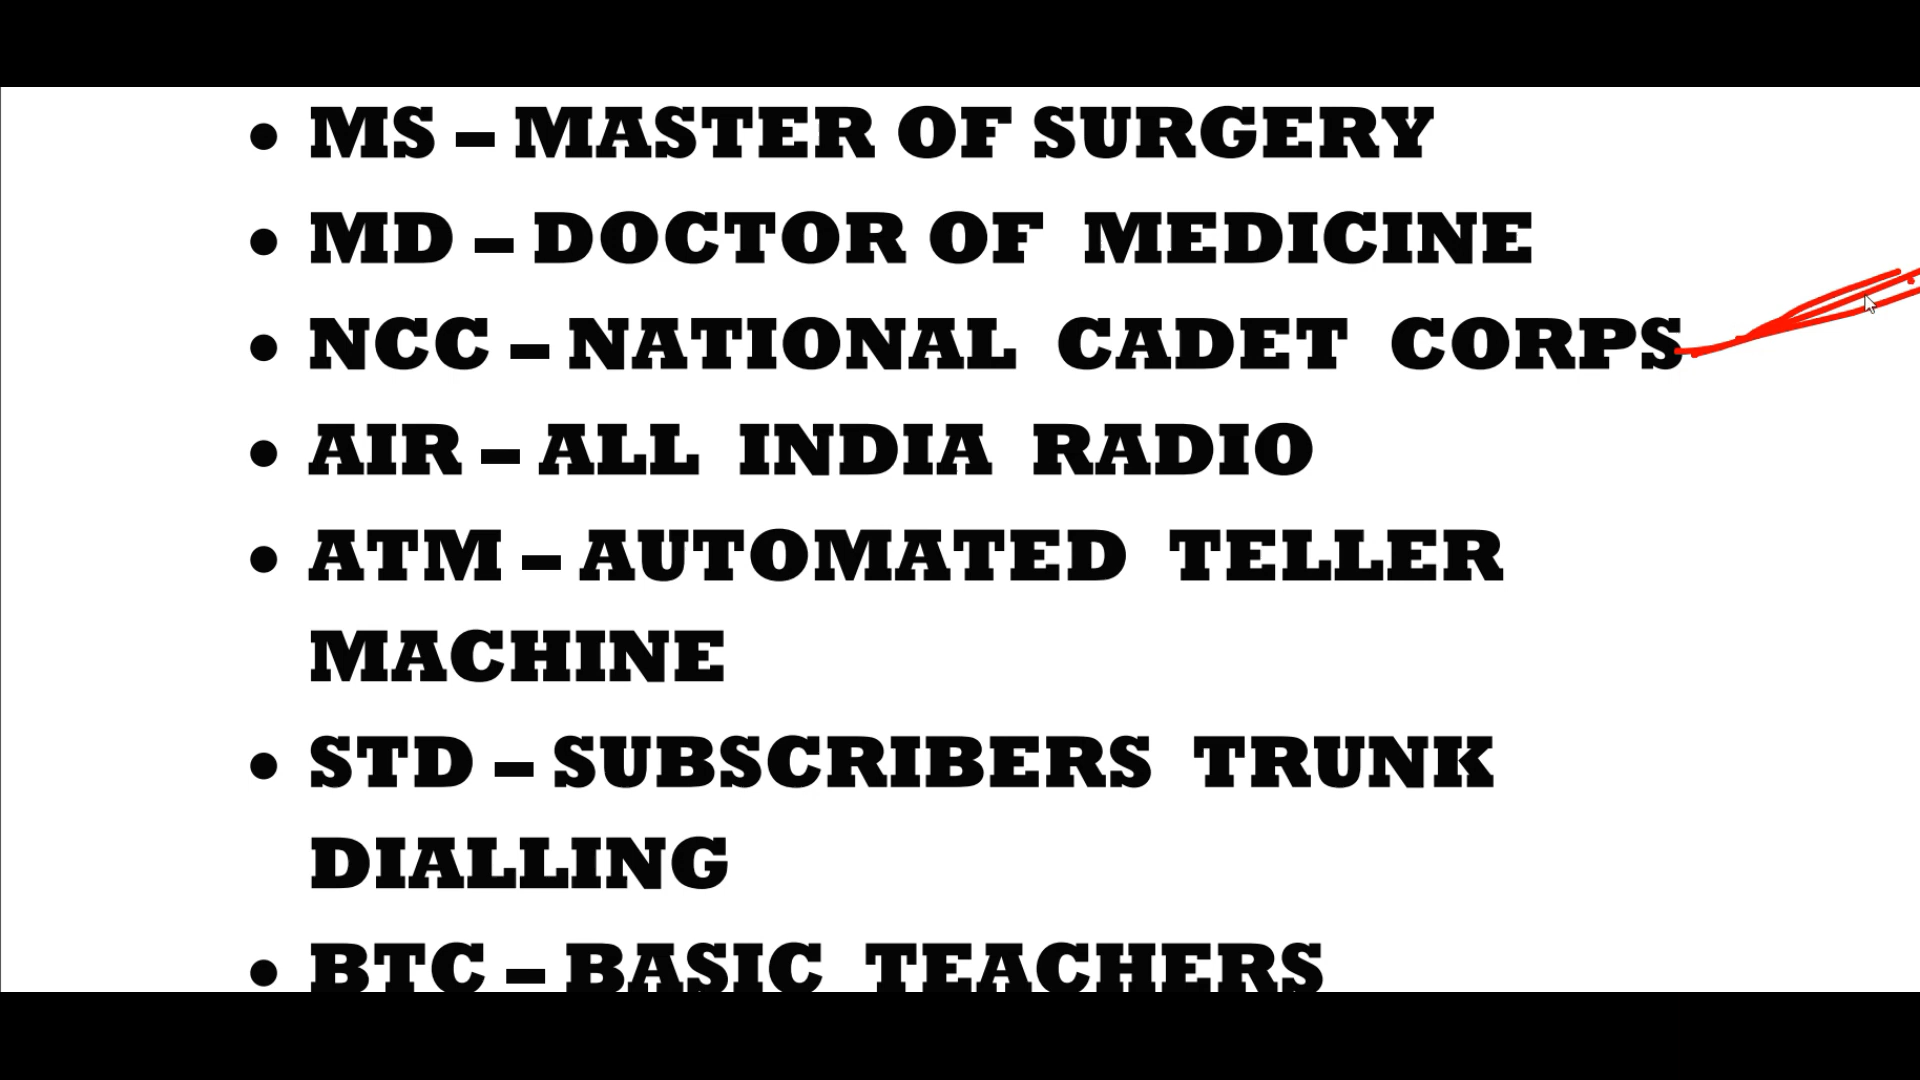 • MS – MASTER OF SURGERY
• MD – DOCTOR OF MEDICINE
• NCC – NATIONAL CADET CORPS
• AIR – ALL INDIA RADIO
• ATM – AUTOMATED TELLER
MACHINE
• STD – SUBSCRIBERS TRUNK
DIALLING
• BTC – BASIC TEACHERS